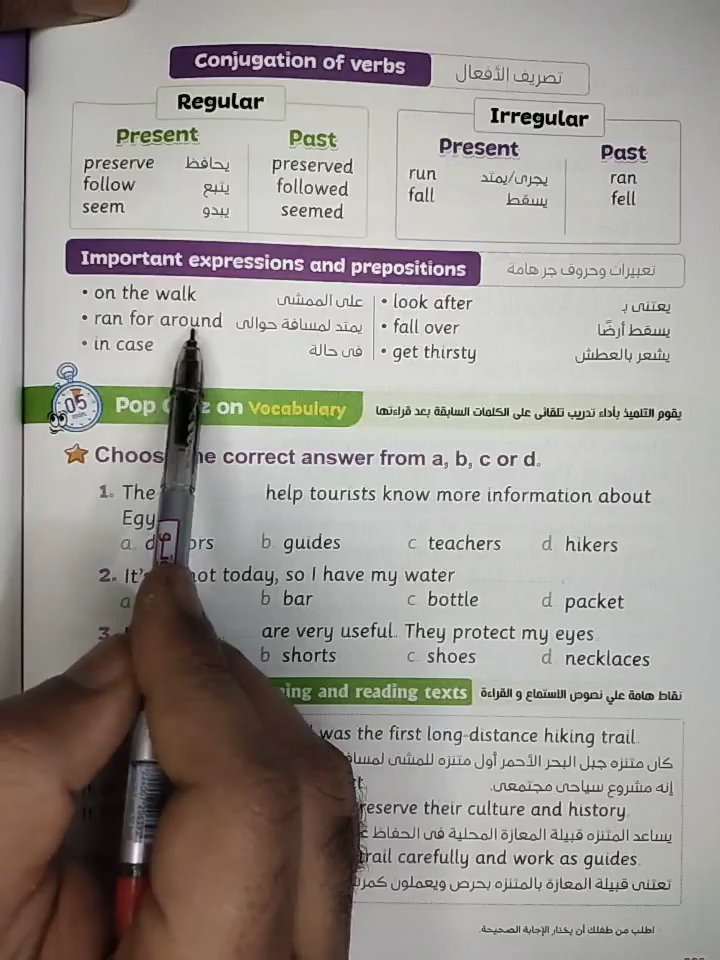 Conjugation of verbs تصريف الأفعال
Regular
Present Past
preserve يحافظ preserved
follow يتبع followed
seem يبدو seemed
Irregular
Present Past
run يجرى/يمتد ran
fall يسقط fell
Important expressions and prepositions تعبيرات وحروف جر هامة
• on the walk على الممشى
• ran for around يمتد لمسافة حوالى
• in case فى حالة
• look after يعتنى بـ
• fall over يسقط أرضًا
• get thirsty يشعر بالعطش
05
Pop on Vocabulary يقوم التلميذ بأداء تدريب تلقائى على الكلمات السابقة بعد قراءتها
Choose the correct answer from a, b, c or d.
1. The help tourists know more information about
Egy
a b guides c teachers d hikers
2. It's hot today, so I have my water
a b bar c bottle d packet
3. are very useful. They protect my eyes.
b shorts c shoes d necklaces
and reading texts نقاط هامة علي نصوص الاستماع و القراءة
was the first long-distance hiking trail.
كان متنزه جبل البحر الأحمر أول متنزه للمشى
إنه مشروع سياحى مجتمعى.
preserve their culture and history.
يساعد المتنزه قبيلة المعازة المحلية فى الحفاظ
trail carefully and work as guides.
تعتنى قبيلة المعازة بالمتنزه بحرص ويعملون
اطلب من طفلك أن يختار الإجابة الصحيحة.